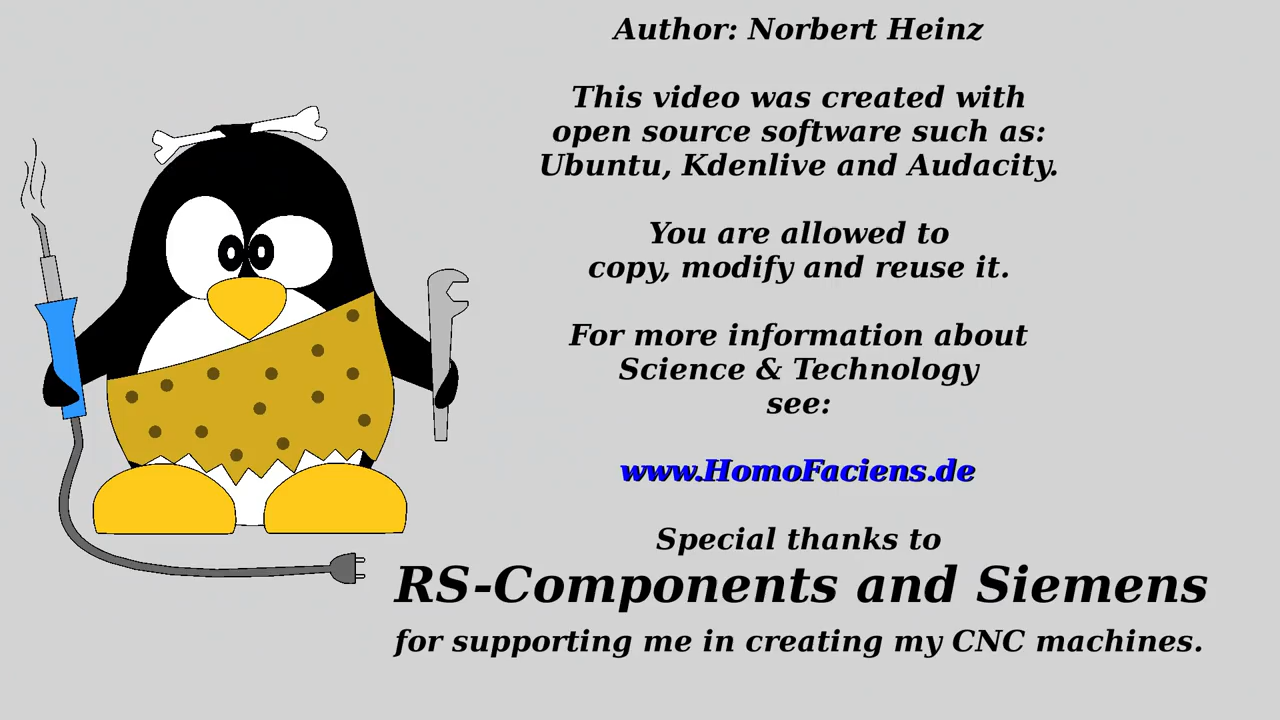 Author: Norbert Heinz
This video was created with
open source software such as:
Ubuntu, Kdenlive and Audacity.
You are allowed to
copy, modify and reuse it.
For more information about
Science & Technology
see:
www.HomoFaciens.de
Special thanks to
RS-Components and Siemens
for supporting me in creating my CNC machines.